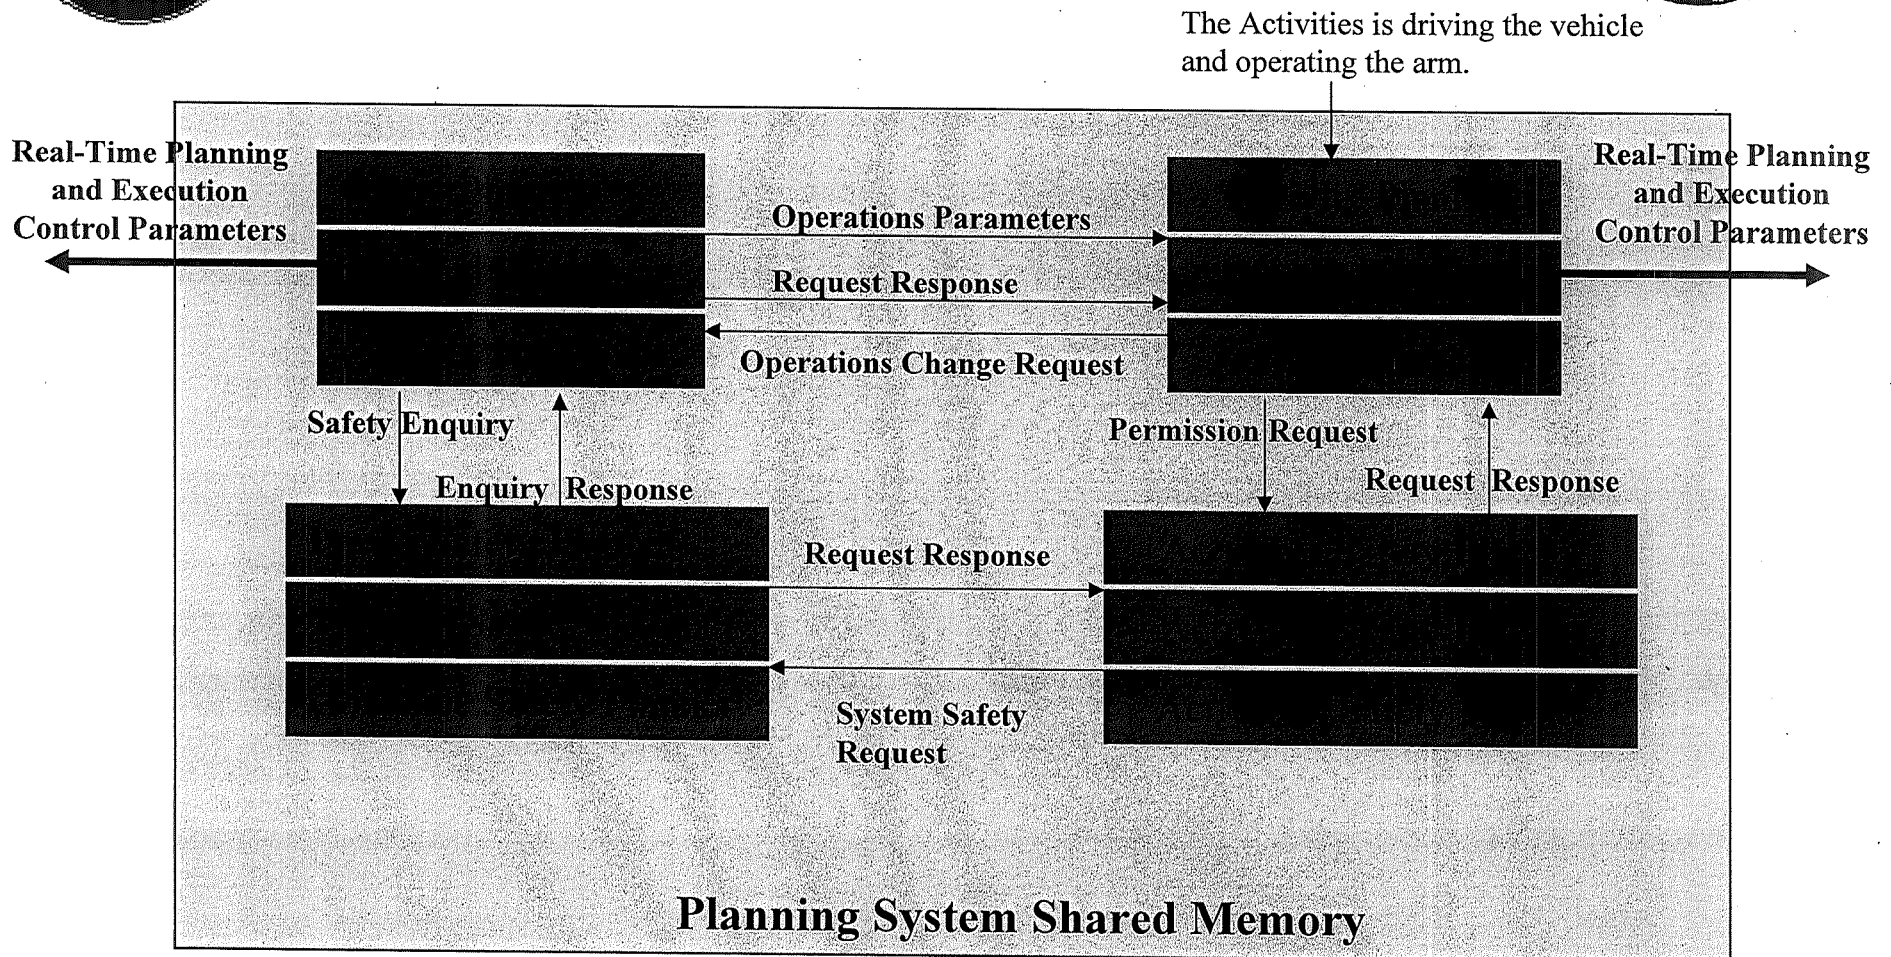 The Activities is driving the vehicle
and operating the arm.
Real-Time Planning
and Execution
Control Parameters
Real-Time Planning
and Execution
Control Parameters
Operations Parameters
Request Response
Operations Change Request
Safety Enquiry
Enquiry Response
Permission Request
Request Response
Request Response
System Safety
Request
Planning System Shared Memory